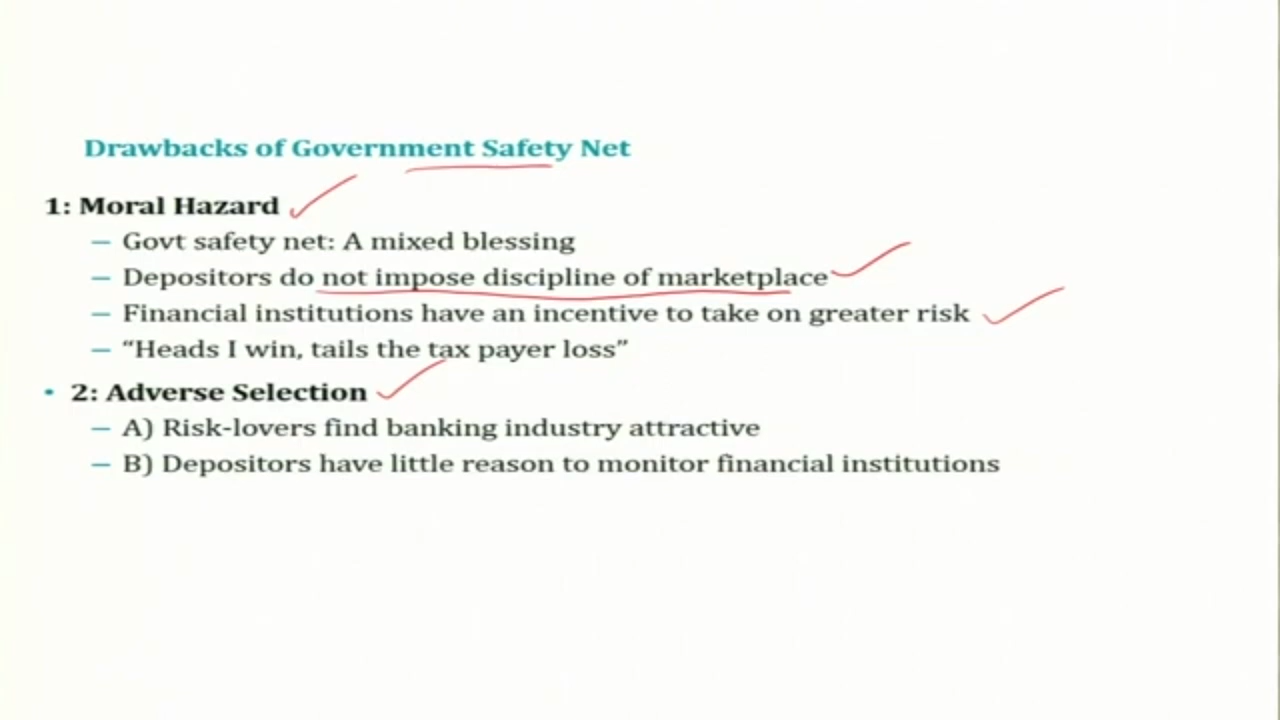 Drawbacks of Government Safety Net
1: Moral Hazard
– Govt safety net: A mixed blessing
– Depositors do not impose discipline of marketplace
– Financial institutions have an incentive to take on greater risk
– “Heads I win, tails the tax payer loss”
• 2: Adverse Selection
– A) Risk-lovers find banking industry attractive
– B) Depositors have little reason to monitor financial institutions